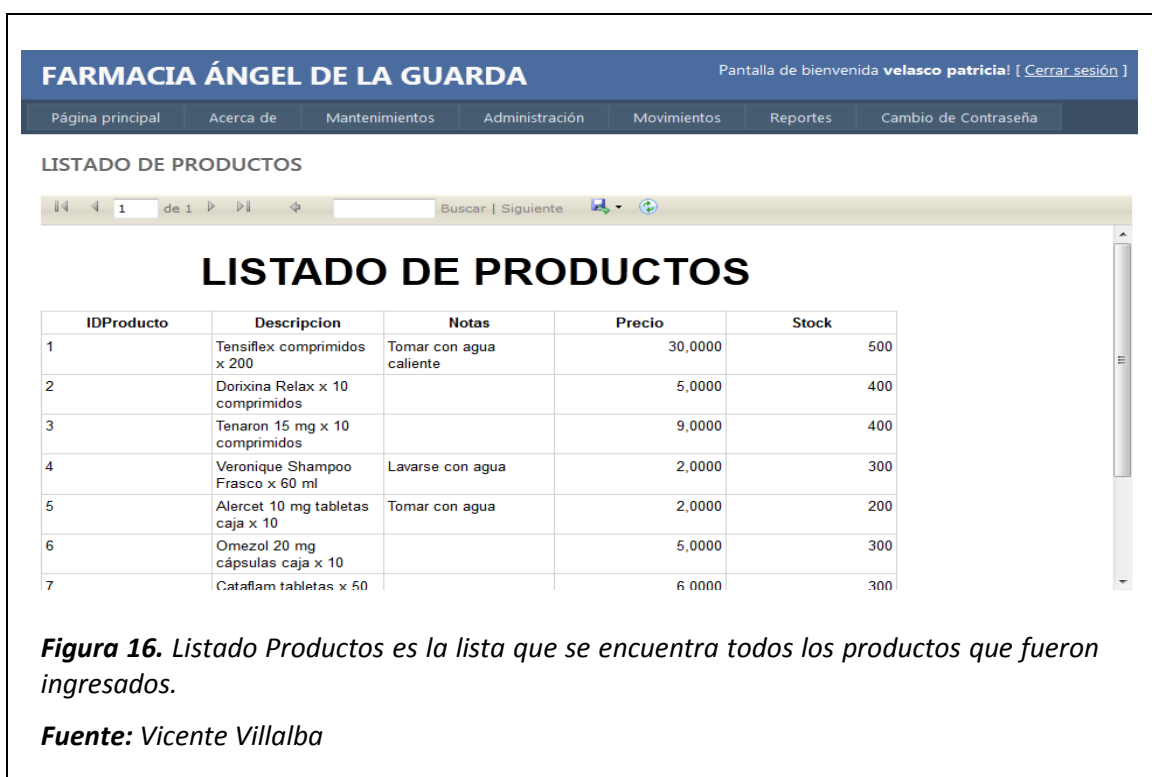 FARMACIA ÁNGEL DE LA GUARDA
Pantalla de bienvenida velasco patricia! [ Cerrar sesión ]
Página principal Acerca de Mantenimientos Administración Movimientos Reportes Cambio de Contraseña
LISTADO DE PRODUCTOS
1 de 1 Buscar | Siguiente
LISTADO DE PRODUCTOS
IDProducto Descripcion Notas Precio Stock
1 Tensiflex comprimidos Tomar con agua 30,0000 500
x 200 caliente
2 Dorixina Relax x 10 5,0000 400
comprimidos
3 Tenaron 15 mg x 10 9,0000 400
comprimidos
4 Veronique Shampoo Lavarse con agua 2,0000 300
Frasco x 60 ml
5 Alercet 10 mg tabletas Tomar con agua 2,0000 200
caja x 10
6 Omezol 20 mg 5,0000 300
cápsulas caja x 10
7 Cataflam tabletas x 50 6,0000 300
Figura 16. Listado Productos es la lista que se encuentra todos los productos que fueron
ingresados.
Fuente: Vicente Villalba